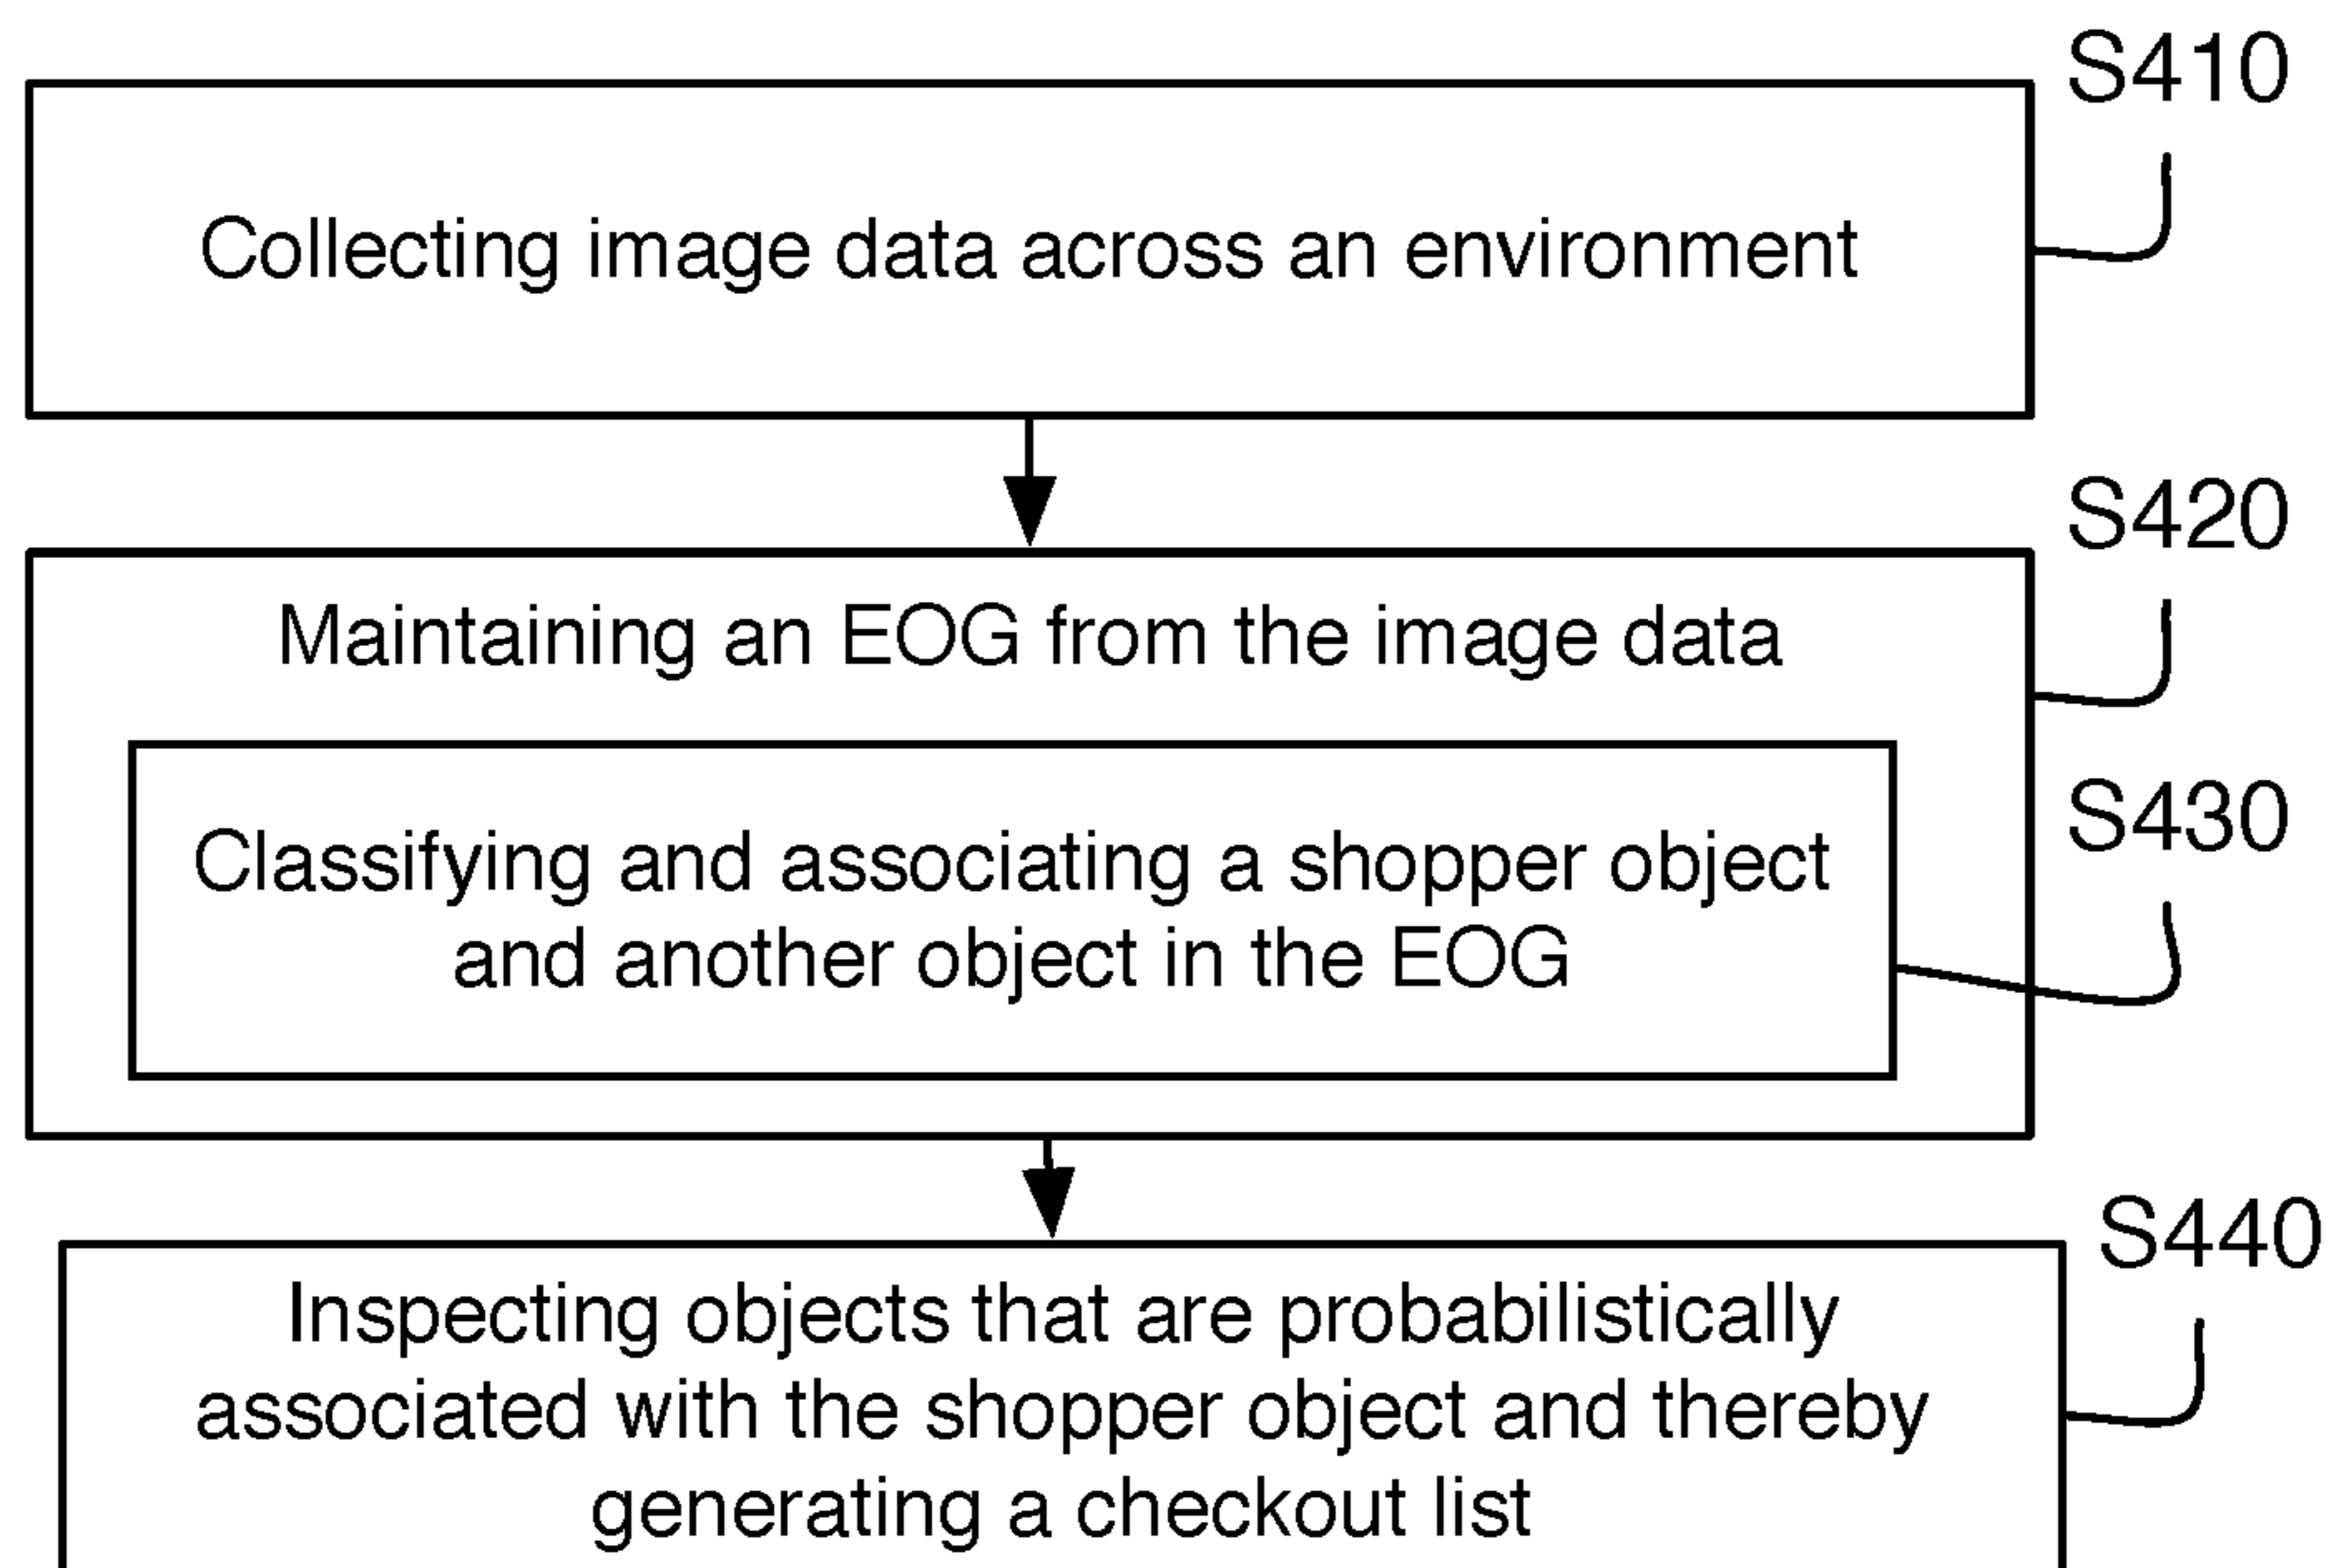 S410
Collecting image data across an environment
S420
Maintaining an EOG from the image data
S430
Classifying and associating a shopper object
and another object in the EOG
S440
Inspecting objects that are probabilistically
associated with the shopper object and thereby
generating a checkout list